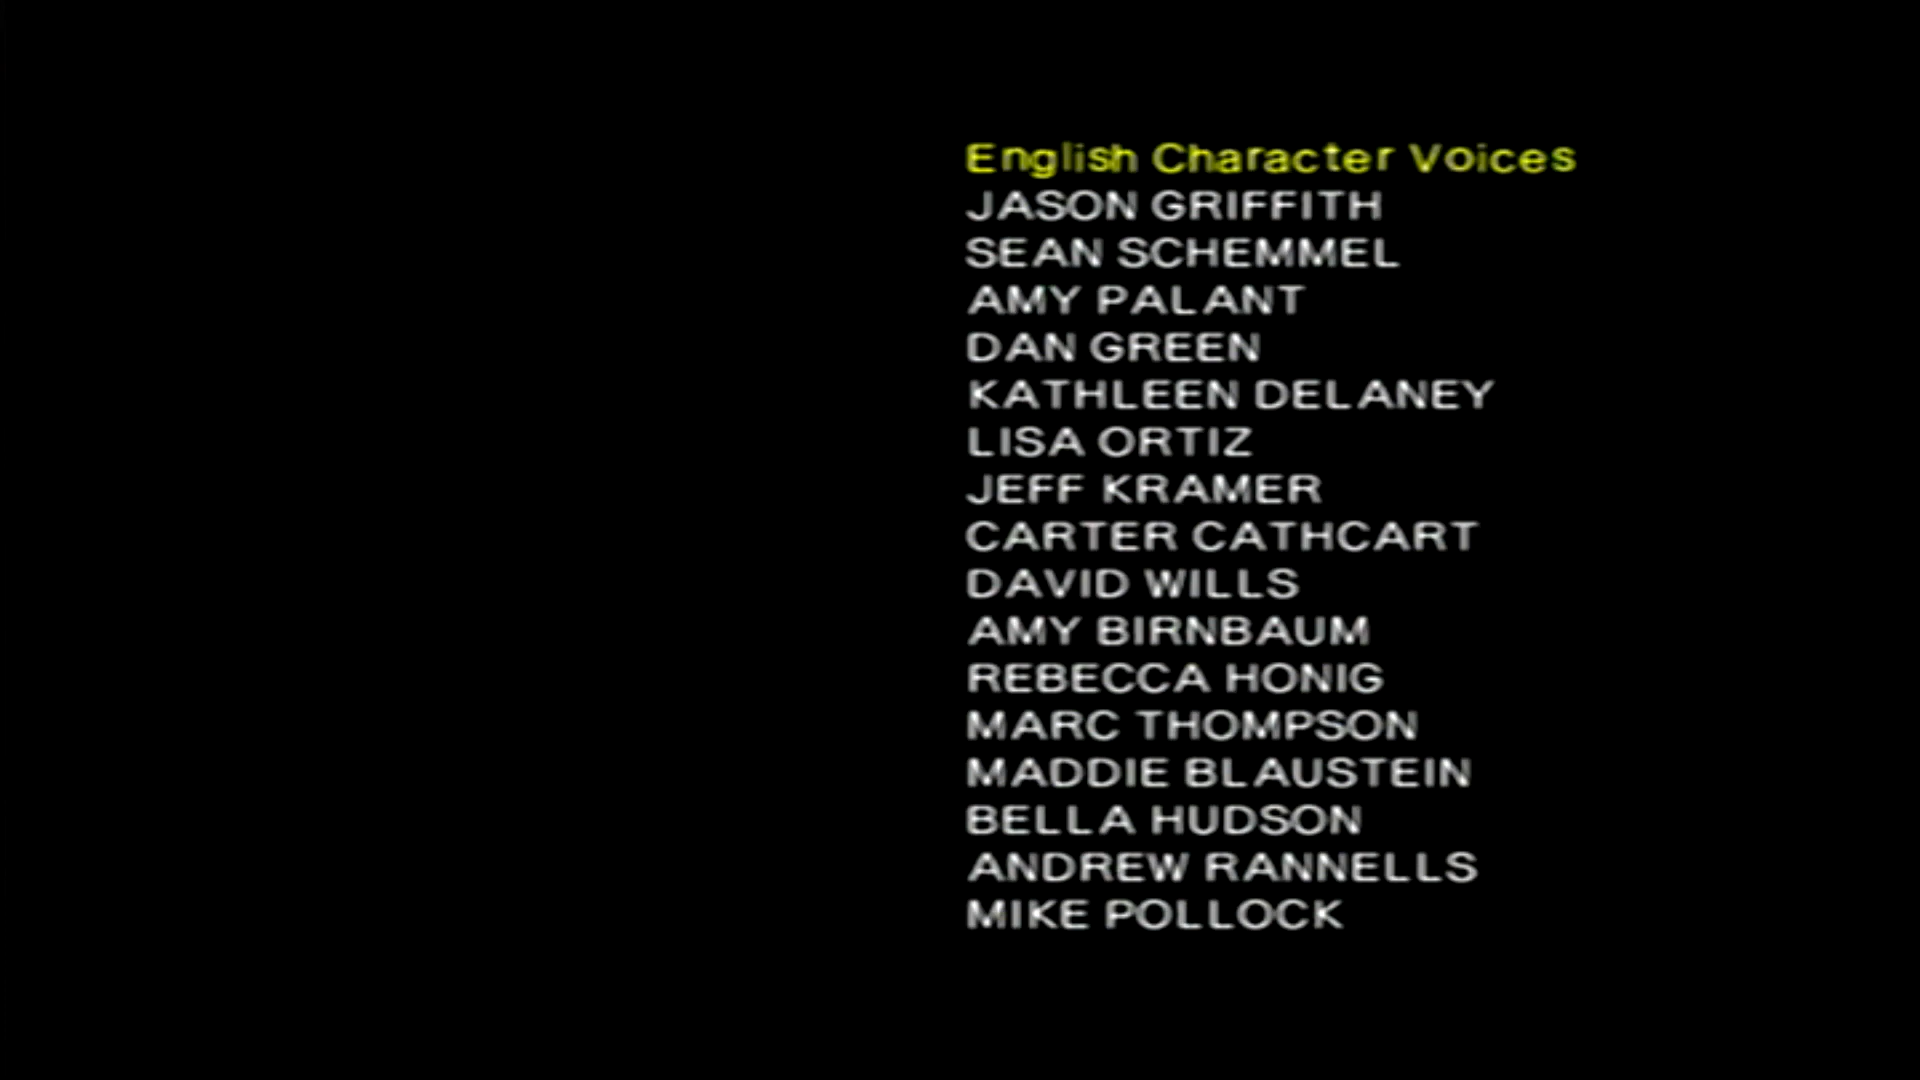 English Character Voices
JASON GRIFFITH
SEAN SCHEMMEL
AMY PALANT
DAN GREEN
KATHLEEN DELANEY
LISA ORTIZ
JEFF KRAMER
CARTER CATHCART
DAVID WILLS
AMY BIRNBAUM
REBECCA HONIG
MARC THOMPSON
MADDIE BLAUSTEIN
BELLA HUDSON
ANDREW RANNELLS
MIKE POLLOCK